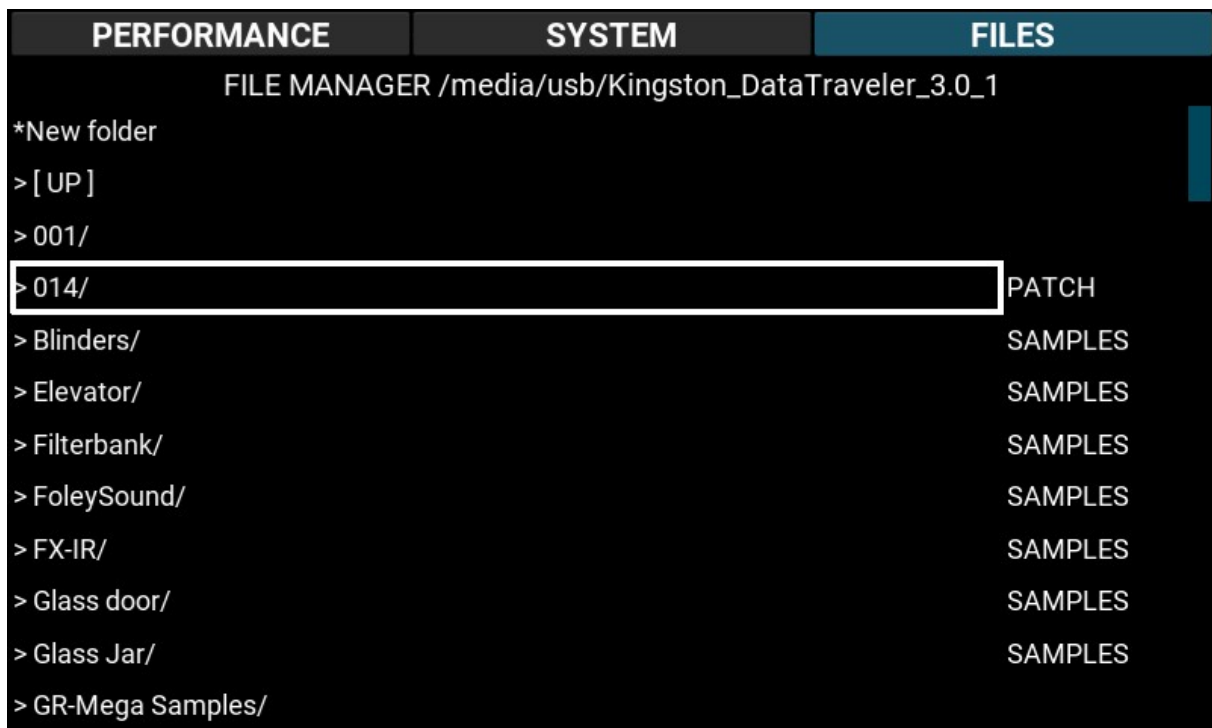 PERFORMANCE SYSTEM FILES
FILE MANAGER /media/usb/Kingston_DataTraveler_3.0_1
*New folder
> [ UP ]
> 001/
> 014/ PATCH
> Blinders/ SAMPLES
> Elevator/ SAMPLES
> Filterbank/ SAMPLES
> FoleySound/ SAMPLES
> FX-IR/ SAMPLES
> Glass door/ SAMPLES
> Glass Jar/ SAMPLES
> GR-Mega Samples/